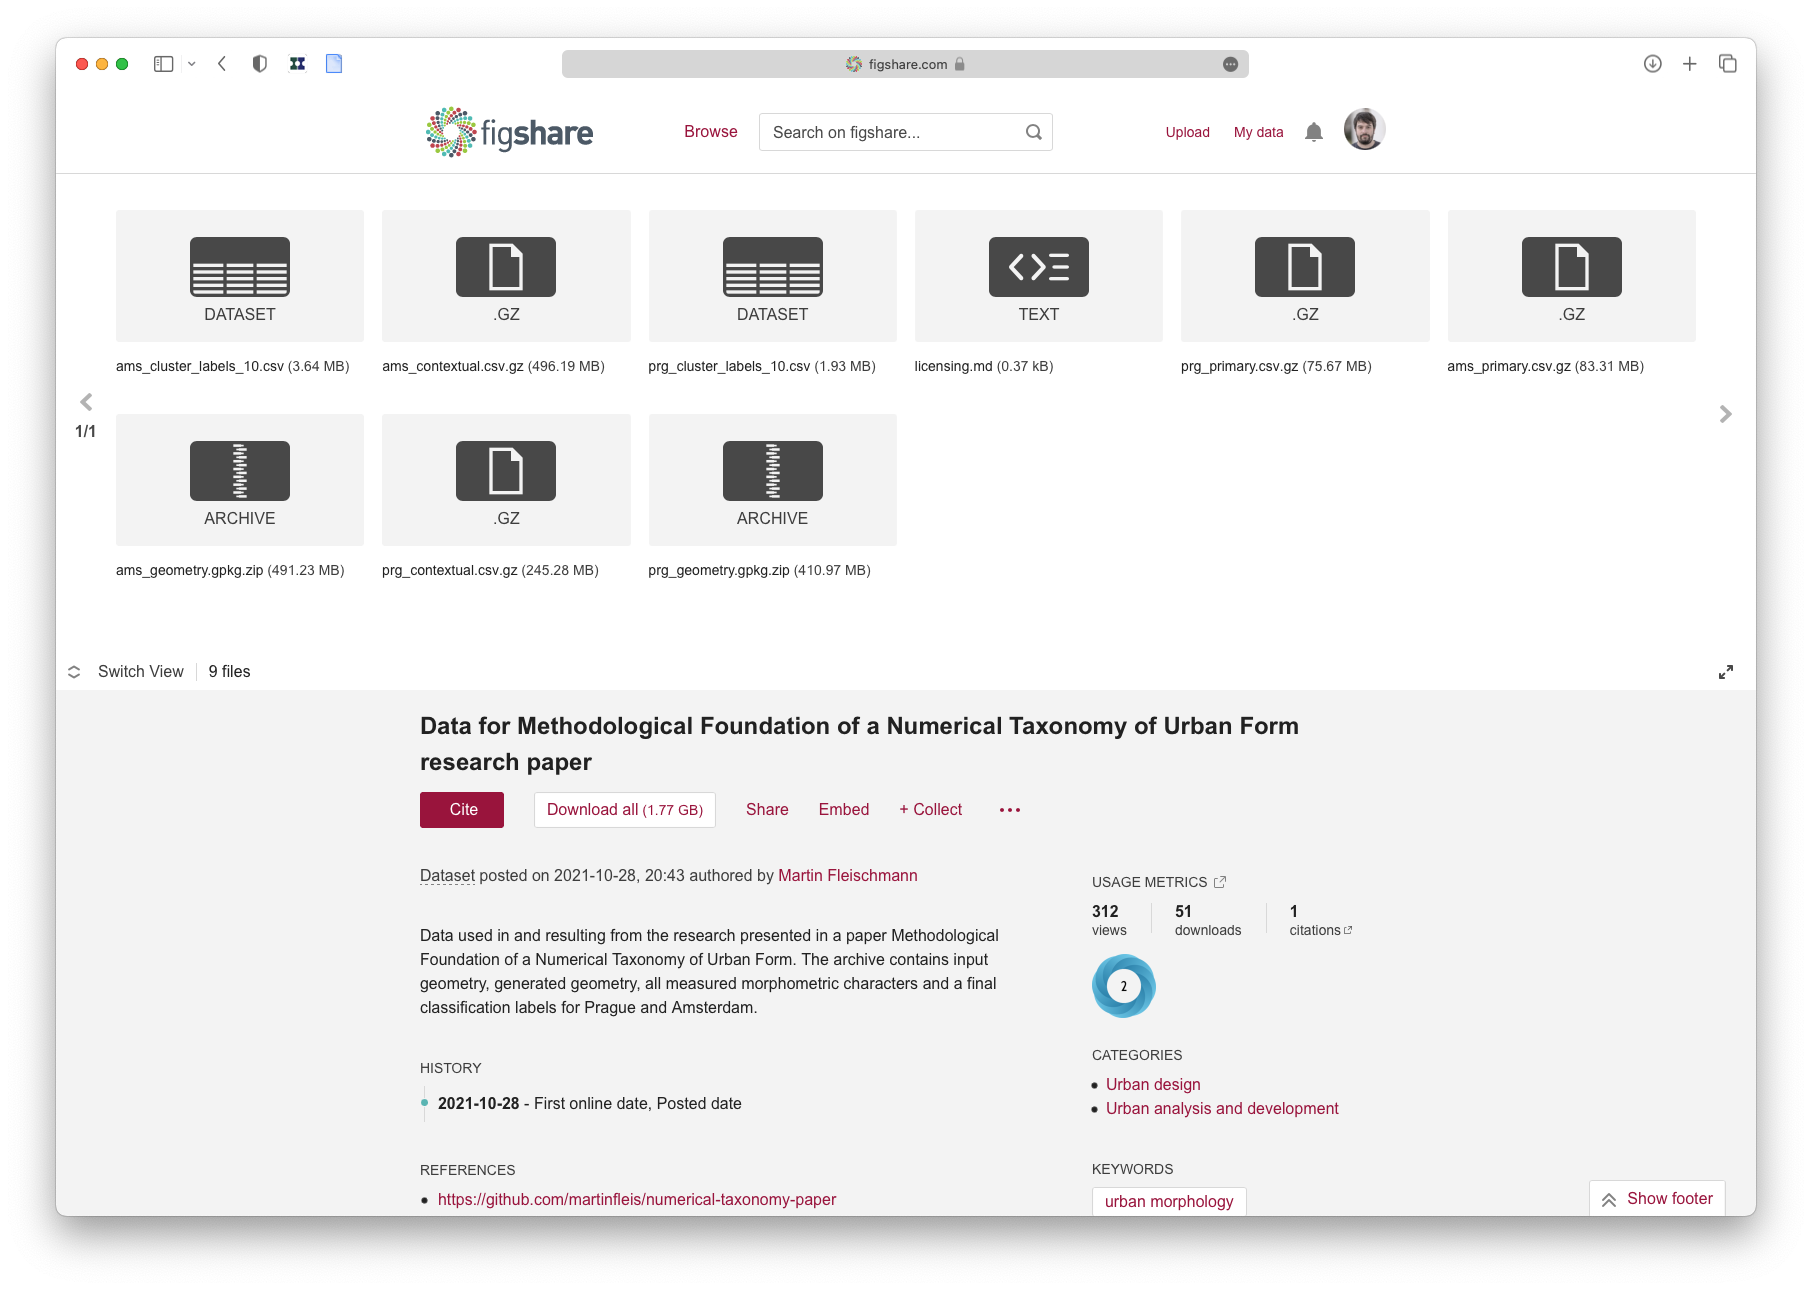 figshare.com
figshare
Browse
Search on figshare...
Upload
My data
DATASET
.GZ
DATASET
TEXT
.GZ
.GZ
ams_cluster_labels_10.csv (3.64 MB)
ams_contextual.csv.gz (496.19 MB)
prg_cluster_labels_10.csv (1.93 MB)
licensing.md (0.37 kB)
prg_primary.csv.gz (75.67 MB)
ams_primary.csv.gz (83.31 MB)
1/1
ARCHIVE
.GZ
ARCHIVE
ams_geometry.gpkg.zip (491.23 MB)
prg_contextual.csv.gz (245.28 MB)
prg_geometry.gpkg.zip (410.97 MB)
Switch View
9 files
Data for Methodological Foundation of a Numerical Taxonomy of Urban Form
research paper
Cite
Download all (1.77 GB)
Share
Embed
+ Collect
Dataset posted on 2021-10-28, 20:43 authored by Martin Fleischmann
Data used in and resulting from the research presented in a paper Methodological
Foundation of a Numerical Taxonomy of Urban Form. The archive contains input
geometry, generated geometry, all measured morphometric characters and a final
classification labels for Prague and Amsterdam.
HISTORY
2021-10-28 - First online date, Posted date
REFERENCES
https://github.com/martinfleis/numerical-taxonomy-paper
USAGE METRICS
312
views
51
downloads
1
citations
2
CATEGORIES
Urban design
Urban analysis and development
KEYWORDS
urban morphology
Show footer